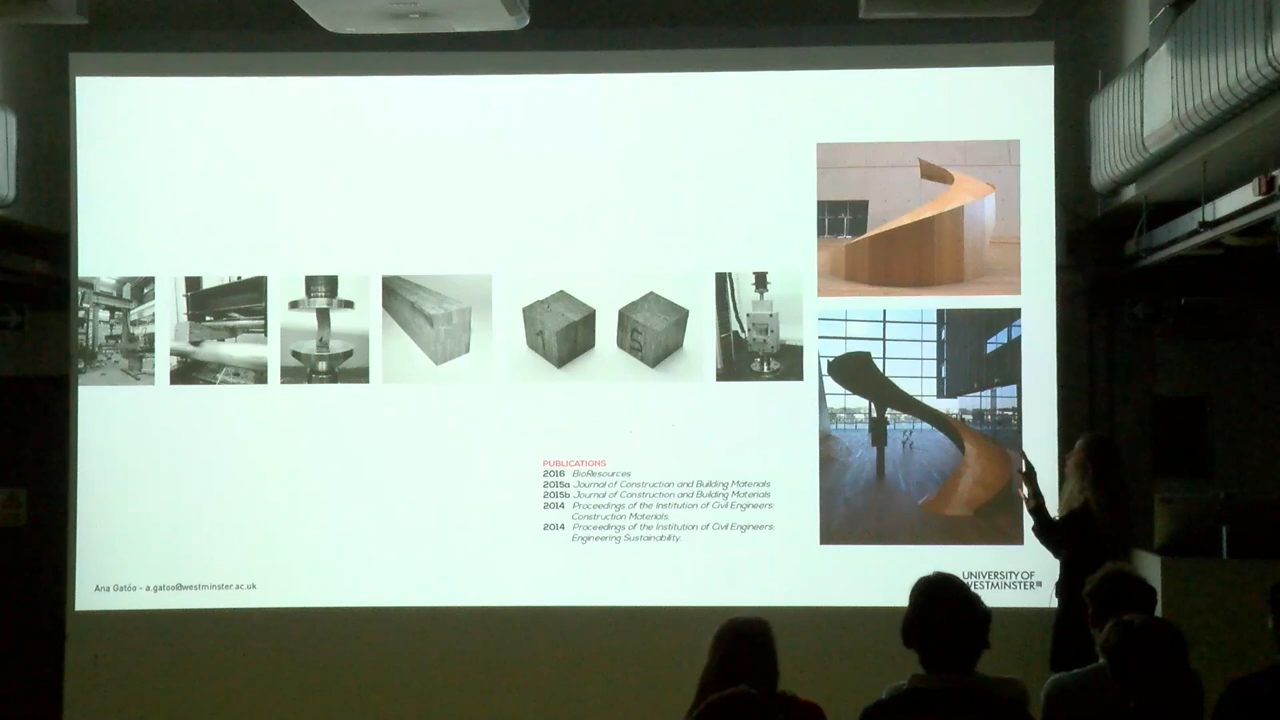 PUBLICATIONS
2016 BioResources
2015a Journal of Construction and Building Materials
2015b Journal of Construction and Building Materials
2014 Proceedings of the Institution of Civil Engineers:
Construction Materials.
2014 Proceedings of the Institution of Civil Engineers:
Engineering Sustainability.
Ana Gatóo - a.gatoo@westminster.ac.uk
UNIVERSITY OF
WESTMINSTER